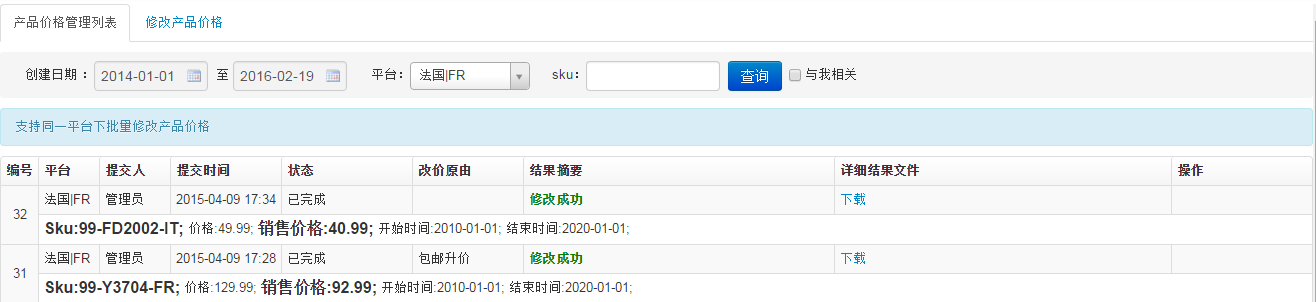 产品价格管理列表 修改产品价格
创建日期： 2014-01-01 至 2016-02-19 平台： 法国|FR sku： 查询 与我相关
支持同一平台下批量修改产品价格
编号 平台 提交人 提交时间 状态 改价原由 结果摘要 详细结果文件 操作
32 法国|FR 管理员 2015-04-09 17:34 已完成 修改成功 下载
Sku:99-FD2002-IT; 价格:49.99; 销售价格:40.99; 开始时间:2010-01-01; 结束时间:2020-01-01;
31 法国|FR 管理员 2015-04-09 17:28 已完成 包邮升价 修改成功 下载
Sku:99-Y3704-FR; 价格:129.99; 销售价格:92.99; 开始时间:2010-01-01; 结束时间:2020-01-01;